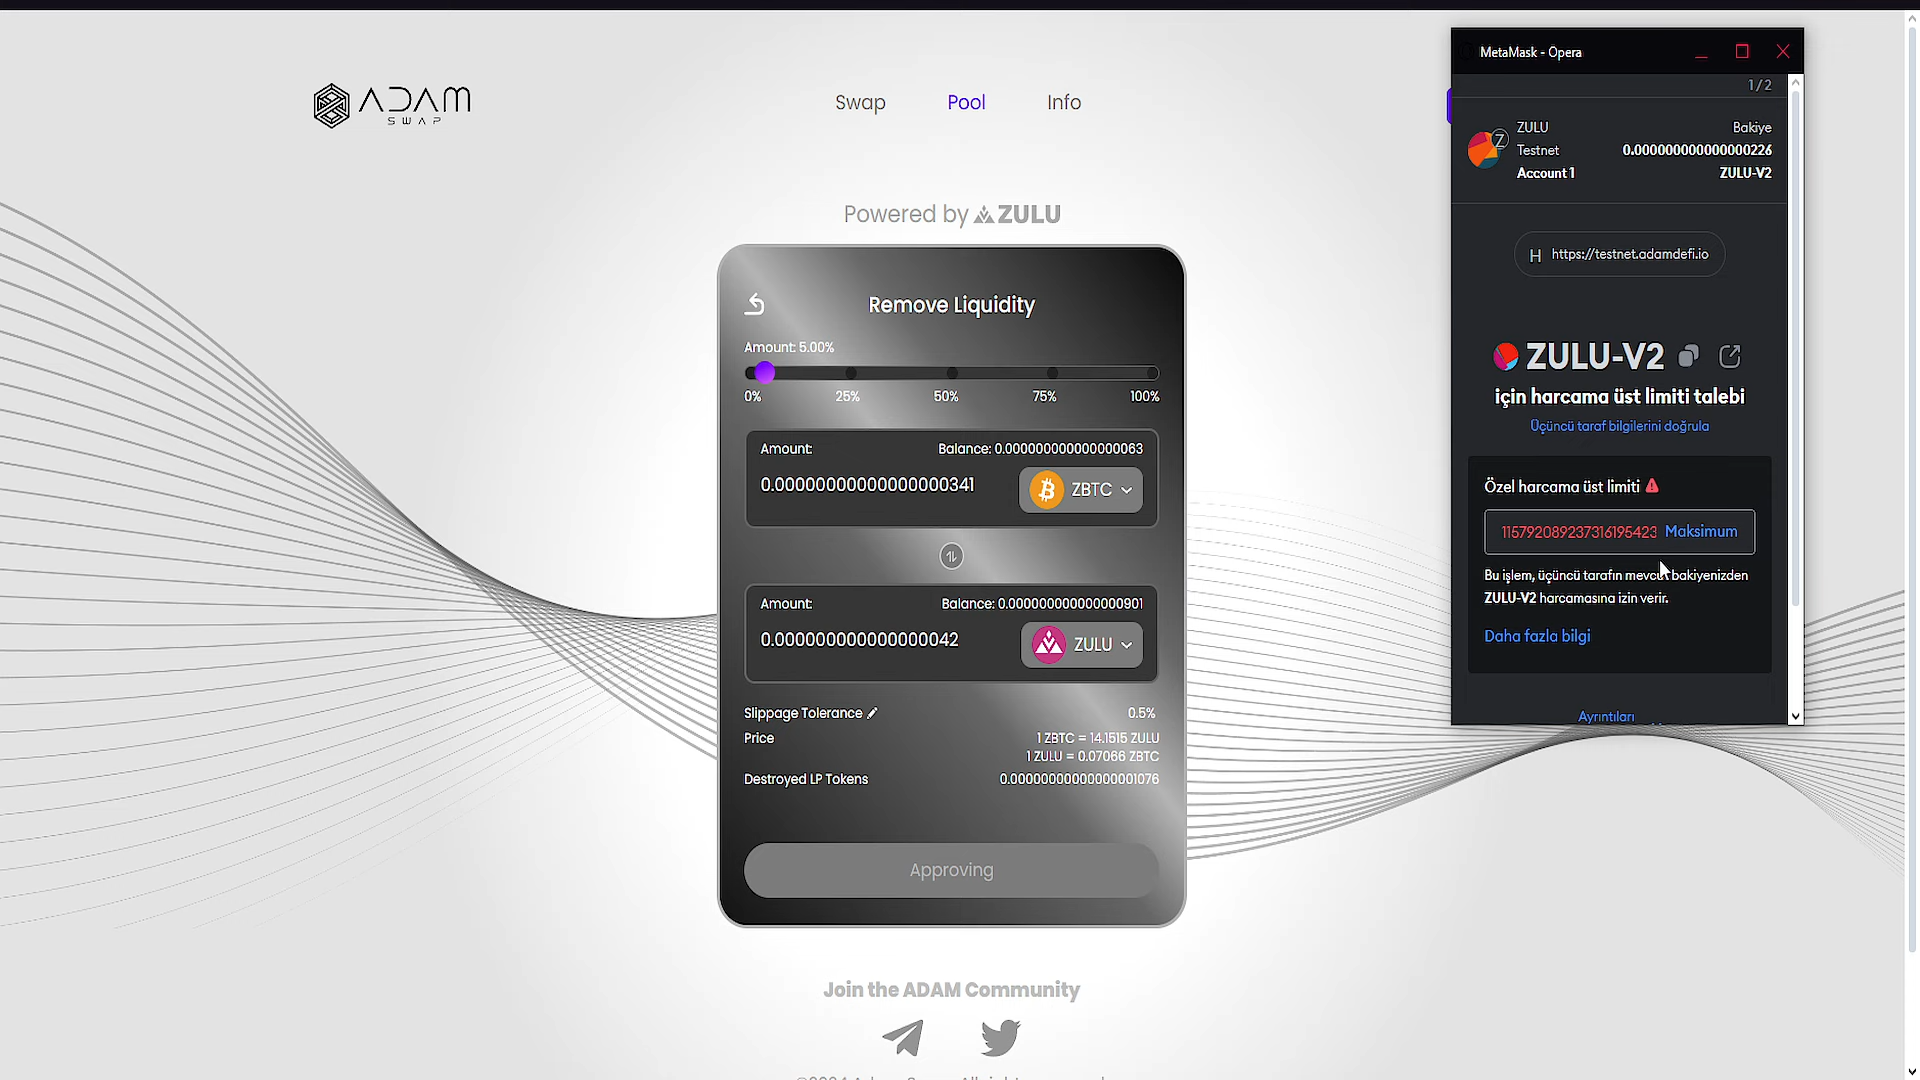 ADAM
SWAP
Swap
Pool
Info
Powered by ZULU
Remove Liquidity
Amount: 5.00%
0%
25%
50%
75%
100%
Amount:
Balance: 0.000000000000000063
0.00000000000000000341
ZBTC
Amount:
Balance: 0.000000000000000901
0.000000000000000042
ZULU
Slippage Tolerance
0.5%
Price
1 ZBTC = 14.1515 ZULU
1 ZULU = 0.07066 ZBTC
Destroyed LP Tokens
0.00000000000000001076
Approving
Join the ADAM Community
MetaMask - Opera
1/2
Z
ZULU
Testnet
Account 1
Bakiye
0.000000000000000226
ZULU-V2
H https://testnet.adamdefi.io
ZULU-V2
için harcama üst limiti talebi
Üçüncü taraf bilgilerini doğrula
Özel harcama üst limiti
115792089237316195423 Maksimum
Bu işlem, üçüncü tarafın mevcut bakiyenizden
ZULU-V2 harcamasına izin verir.
Daha fazla bilgi
Ayrıntıları